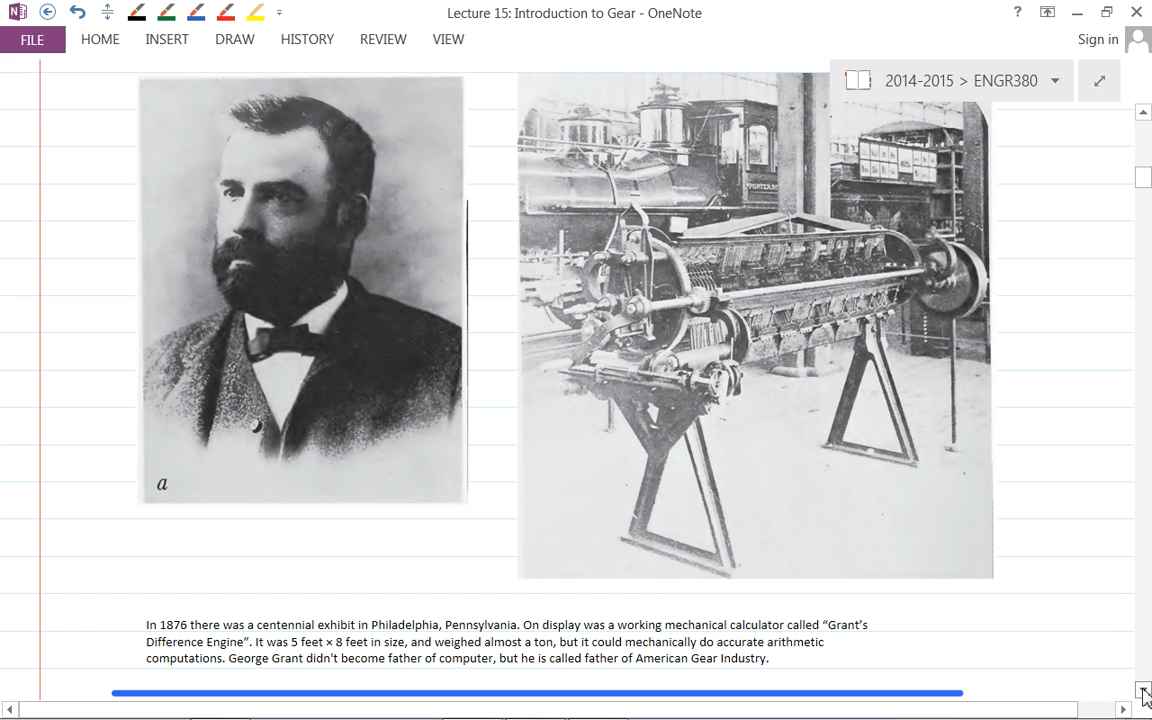 Lecture 15: Introduction to Gear - OneNote
?
FILE HOME INSERT DRAW HISTORY REVIEW VIEW
Sign in
2014-2015 > ENGR380
a
In 1876 there was a centennial exhibit in Philadelphia, Pennsylvania. On display was a working mechanical calculator called “Grant’s
Difference Engine”. It was 5 feet × 8 feet in size, and weighed almost a ton, but it could mechanically do accurate arithmetic
computations. George Grant didn't become father of computer, but he is called father of American Gear Industry.